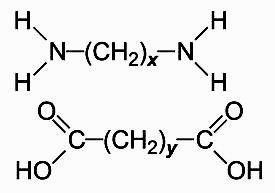 H H
N–(CH₂)ₓ–N
H H
O O
C–(CH₂)y–C
HO OH